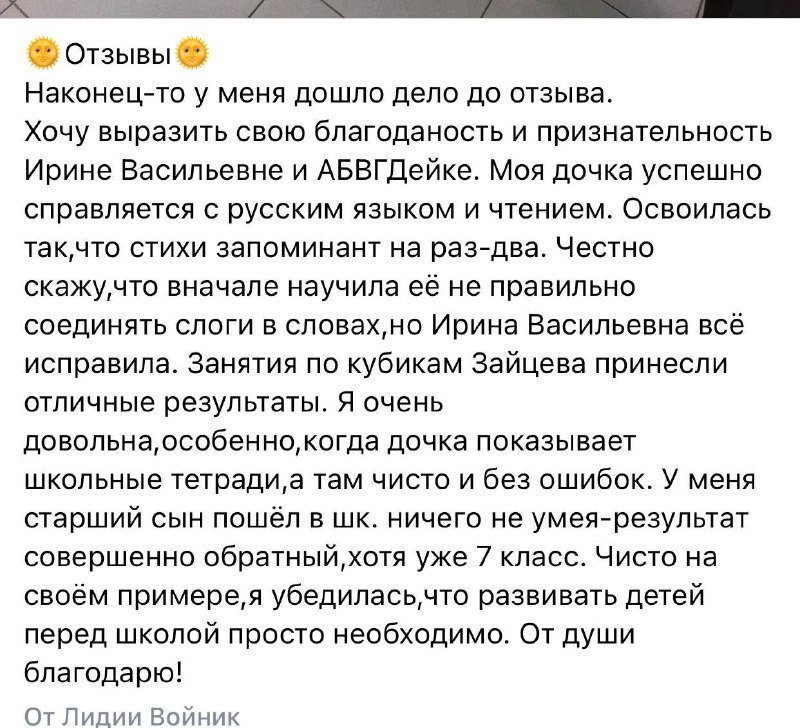 🌞Отзывы🌞
Наконец-то у меня дошло дело до отзыва.
Хочу выразить свою благоданость и признательность
Ирине Васильевне и АБВГДейке. Моя дочка успешно
справляется с русским языком и чтением. Освоилась
так,что стихи запоминант на раз-два. Честно
скажу,что вначале научила её не правильно
соединять слоги в словах,но Ирина Васильевна всё
исправила. Занятия по кубикам Зайцева принесли
отличные результаты. Я очень
довольна,особенно,когда дочка показывает
школьные тетради,а там чисто и без ошибок. У меня
старший сын пошёл в шк. ничего не умея-результат
совершенно обратный,хотя уже 7 класс. Чисто на
своём примере,я убедилась,что развивать детей
перед школой просто необходимо. От души
благодарю!
От Лидии Войник